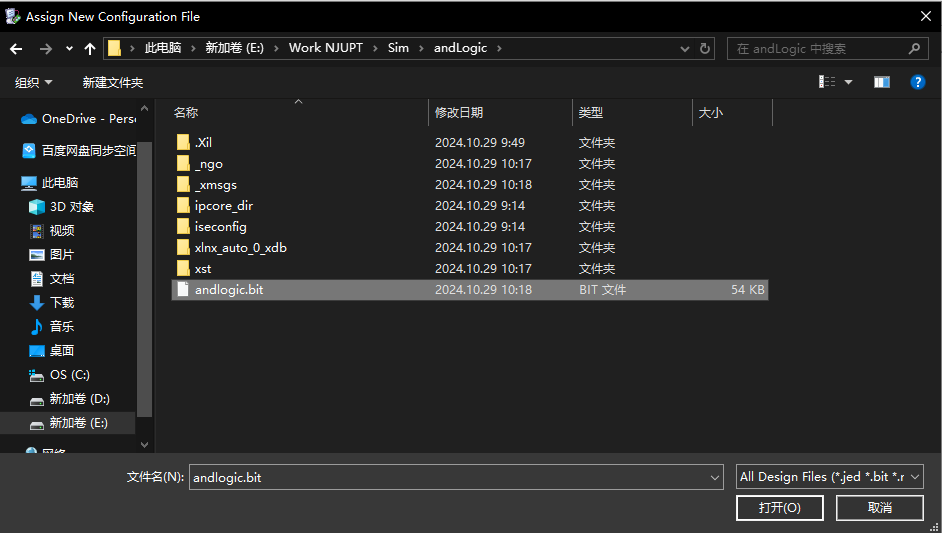 Assign New Configuration File
此电脑 新加卷 (E:) Work NJUPT Sim andLogic
在 andLogic 中搜索
组织 新建文件夹
OneDrive - Perso
百度网盘同步空间
此电脑
3D 对象
视频
图片
文档
下载
音乐
桌面
OS (C:)
新加卷 (D:)
新加卷 (E:)
网络
名称 修改日期 类型 大小
.Xil 2024.10.29 9:49 文件夹
_ngo 2024.10.29 10:17 文件夹
_xmsgs 2024.10.29 10:18 文件夹
ipcore_dir 2024.10.29 9:14 文件夹
iseconfig 2024.10.29 9:14 文件夹
xlnx_auto_0_xdb 2024.10.29 10:17 文件夹
xst 2024.10.29 10:17 文件夹
andlogic.bit 2024.10.29 10:18 BIT 文件 54 KB
文件名(N): andlogic.bit
All Design Files (*.jed *.bit *.r
打开(O) 取消